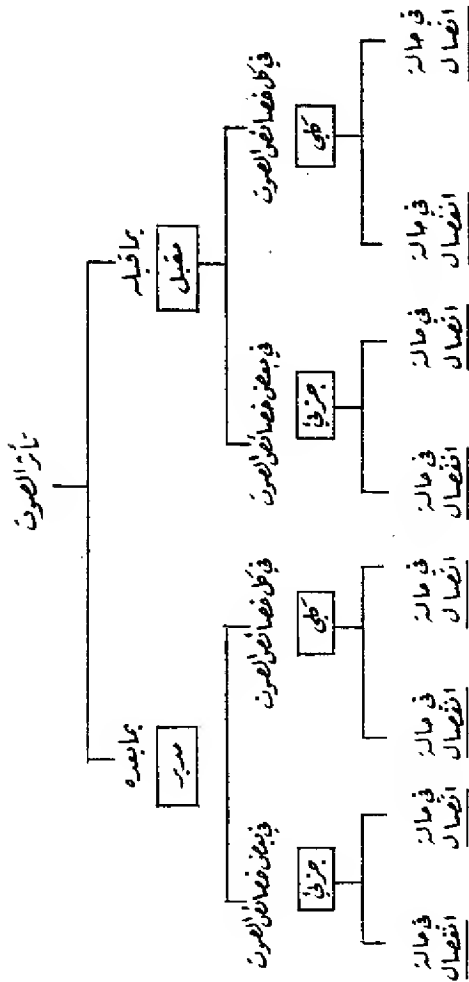 تأثر الصوت
بما قبله
بما بعده
مقبل
مدبر
في كل خصائص الصوت
في بعض خصائص الصوت
في كل خصائص الصوت
في بعض خصائص الصوت
كلي
جزئي
كلي
جزئي
في حالة
في حالة
في حالة
في حالة
في حالة
في حالة
في حالة
في حالة
اتصال
انفصال
اتصال
انفصال
اتصال
انفصال
اتصال
انفصال